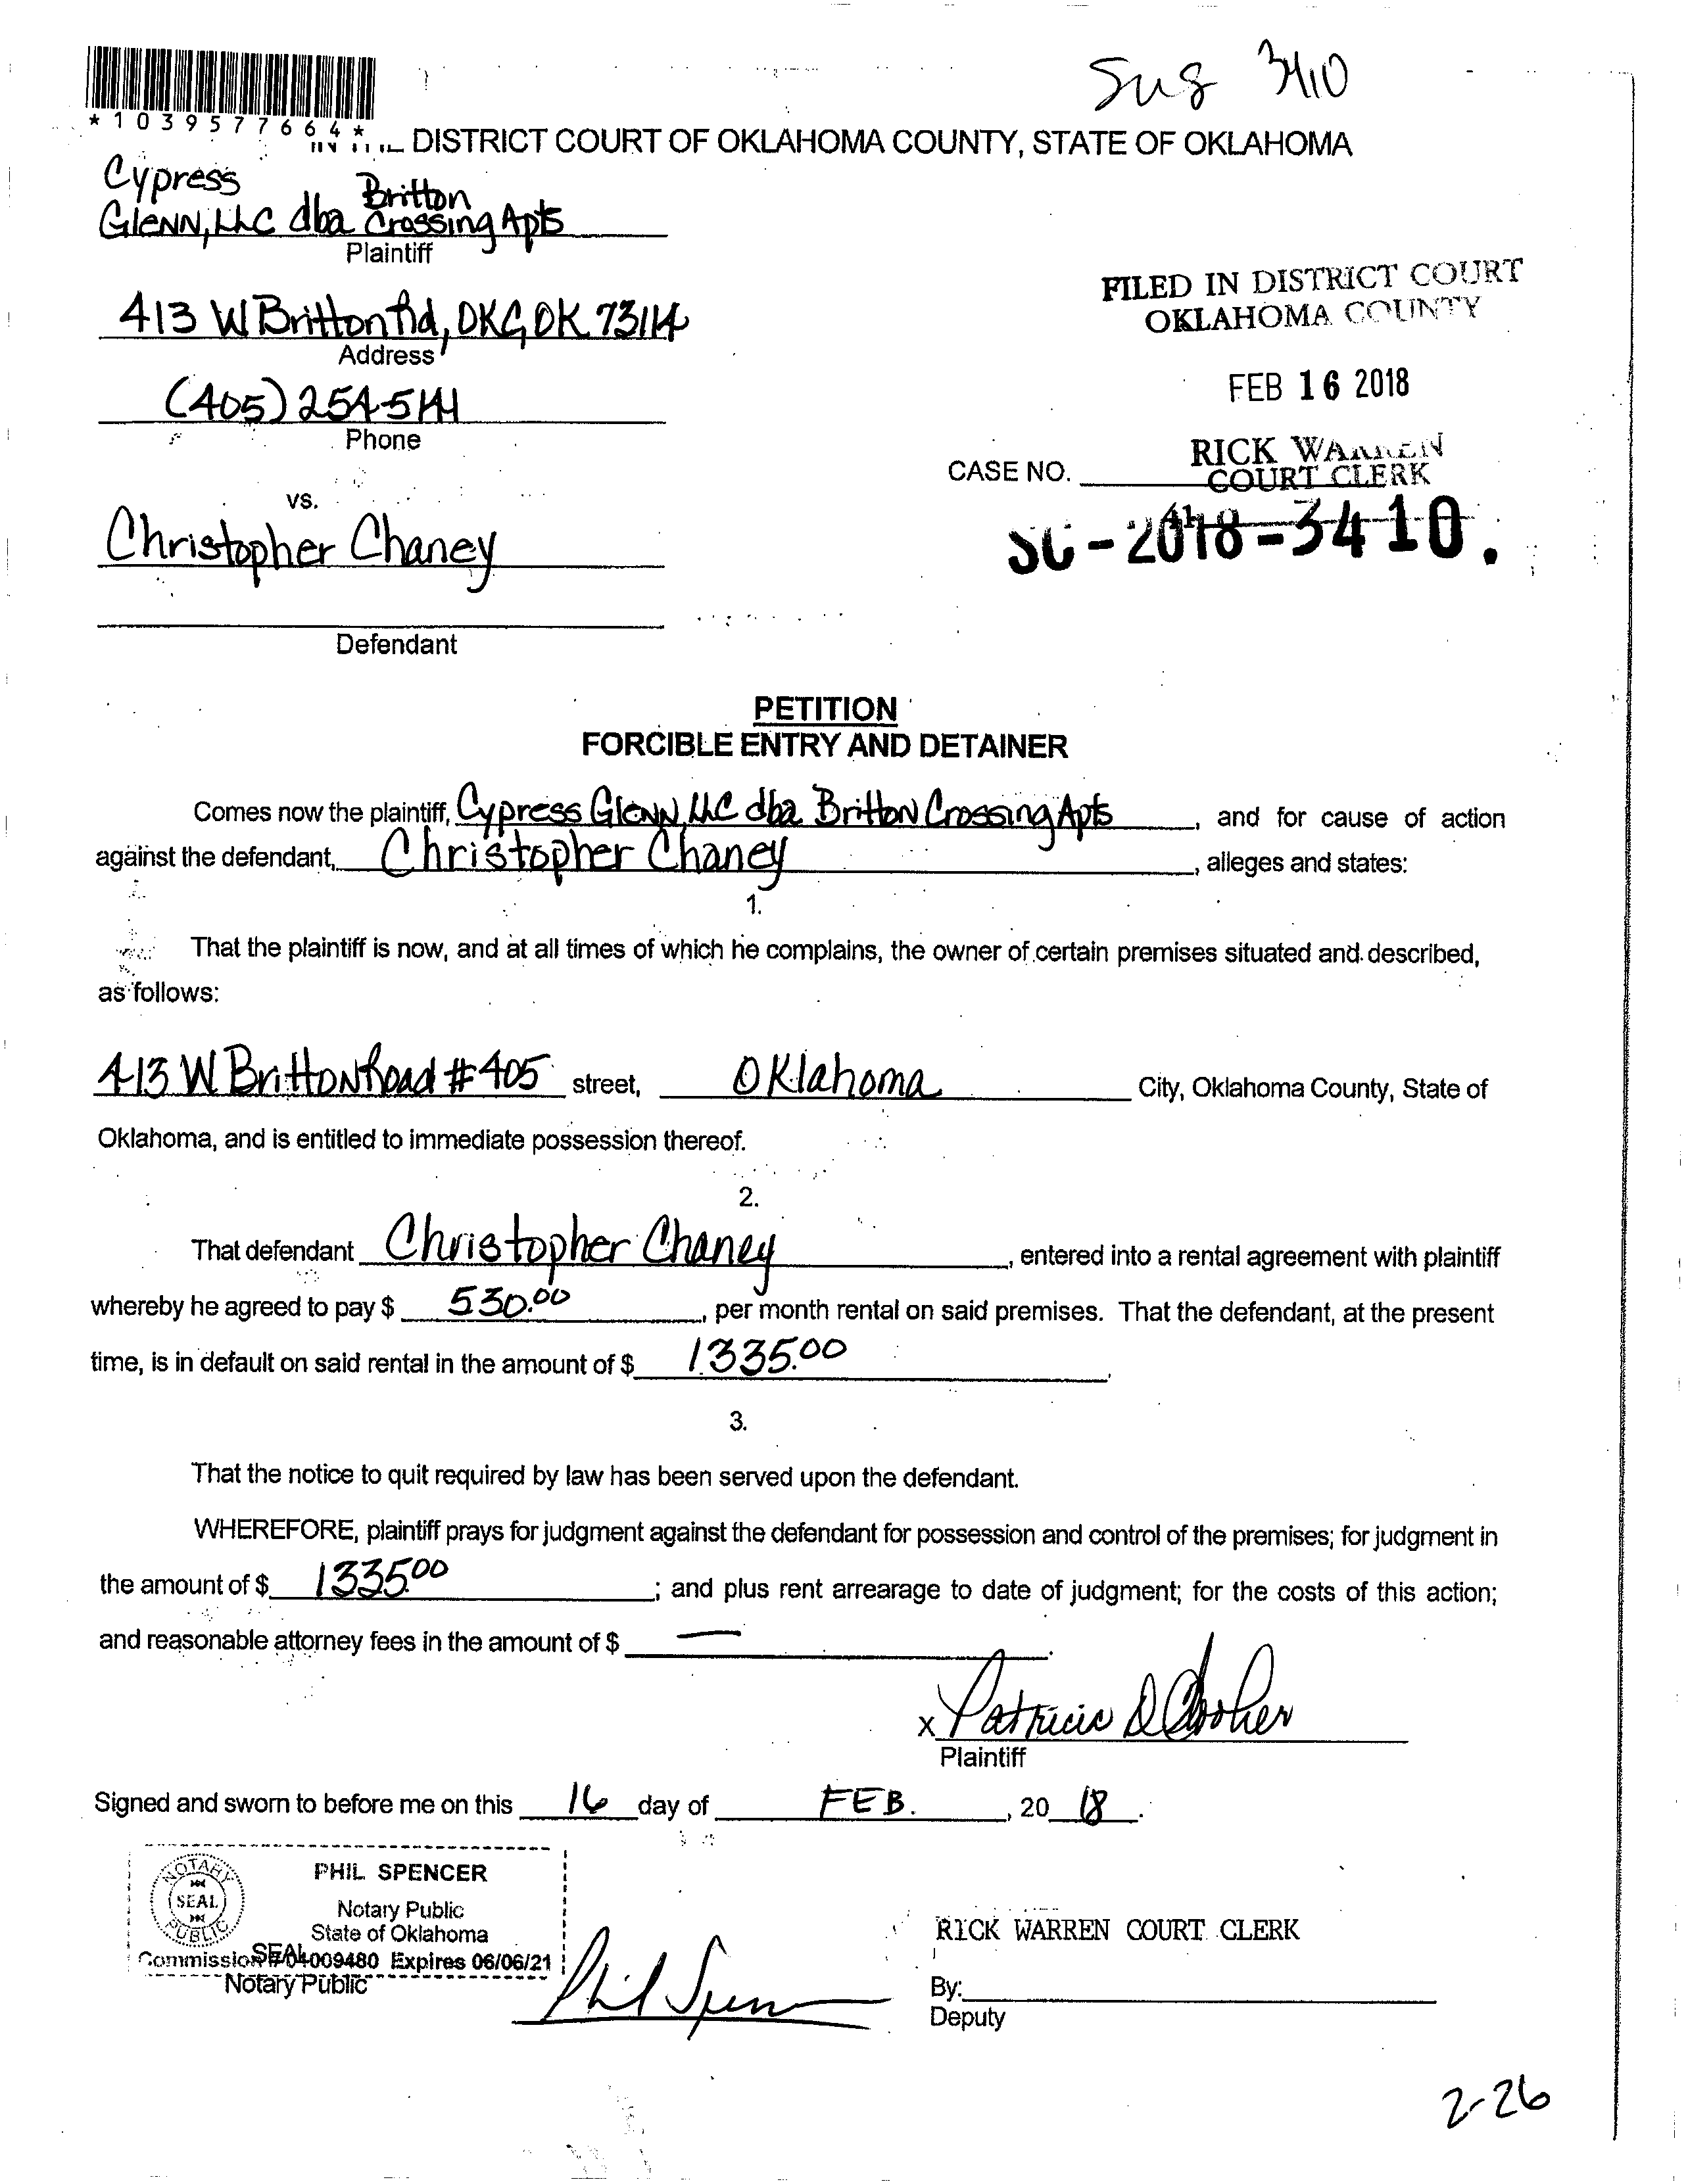 3410
*1039577664*
DISTRICT COURT OF OKLAHOMA COUNTY, STATE OF OKLAHOMA
Cypress
Glenn, LLC dba Britton Crossing Apts
Plaintiff
413 W Britton Rd, OKC, OK 73114
Address
FILED IN DISTRICT COURT
OKLAHOMA COUNTY
FEB 16 2018
(405) 254-5141
Phone
RICK WARREN
COURT CLERK
CASE NO.
SC-2018-3410.
vs.
Christopher Chaney
Defendant
PETITION
FORCIBLE ENTRY AND DETAINER
Comes now the plaintiff, Cypress Glenn, LLC dba Britton Crossing Apts, and for cause of action
against the defendant, Christopher Chaney, alleges and states:
1.
That the plaintiff is now, and at all times of which he complains, the owner of certain premises situated and described,
as follows:
413 W Britton Road #405 street, Oklahoma City, Oklahoma County, State of
Oklahoma, and is entitled to immediate possession thereof.
2.
That defendant Christopher Chaney, entered into a rental agreement with plaintiff
whereby he agreed to pay $ 530.00, per month rental on said premises. That the defendant, at the present
time, is in default on said rental in the amount of $ 1335.00.
3.
That the notice to quit required by law has been served upon the defendant.
WHEREFORE, plaintiff prays for judgment against the defendant for possession and control of the premises; for judgment in
the amount of $ 1335.00; and plus rent arrearage to date of judgment; for the costs of this action;
and reasonable attorney fees in the amount of $ —.
x Patricia D
Plaintiff
Signed and sworn to before me on this 16 day of FEB., 20 18.
NOTARY PUBLIC SEAL
PHIL SPENCER
Notary Public
State of Oklahoma
Commission #04009480 Expires 06/06/21
SEAL
Notary Public
Phil Spencer
RICK WARREN COURT CLERK
By:
Deputy
2-26